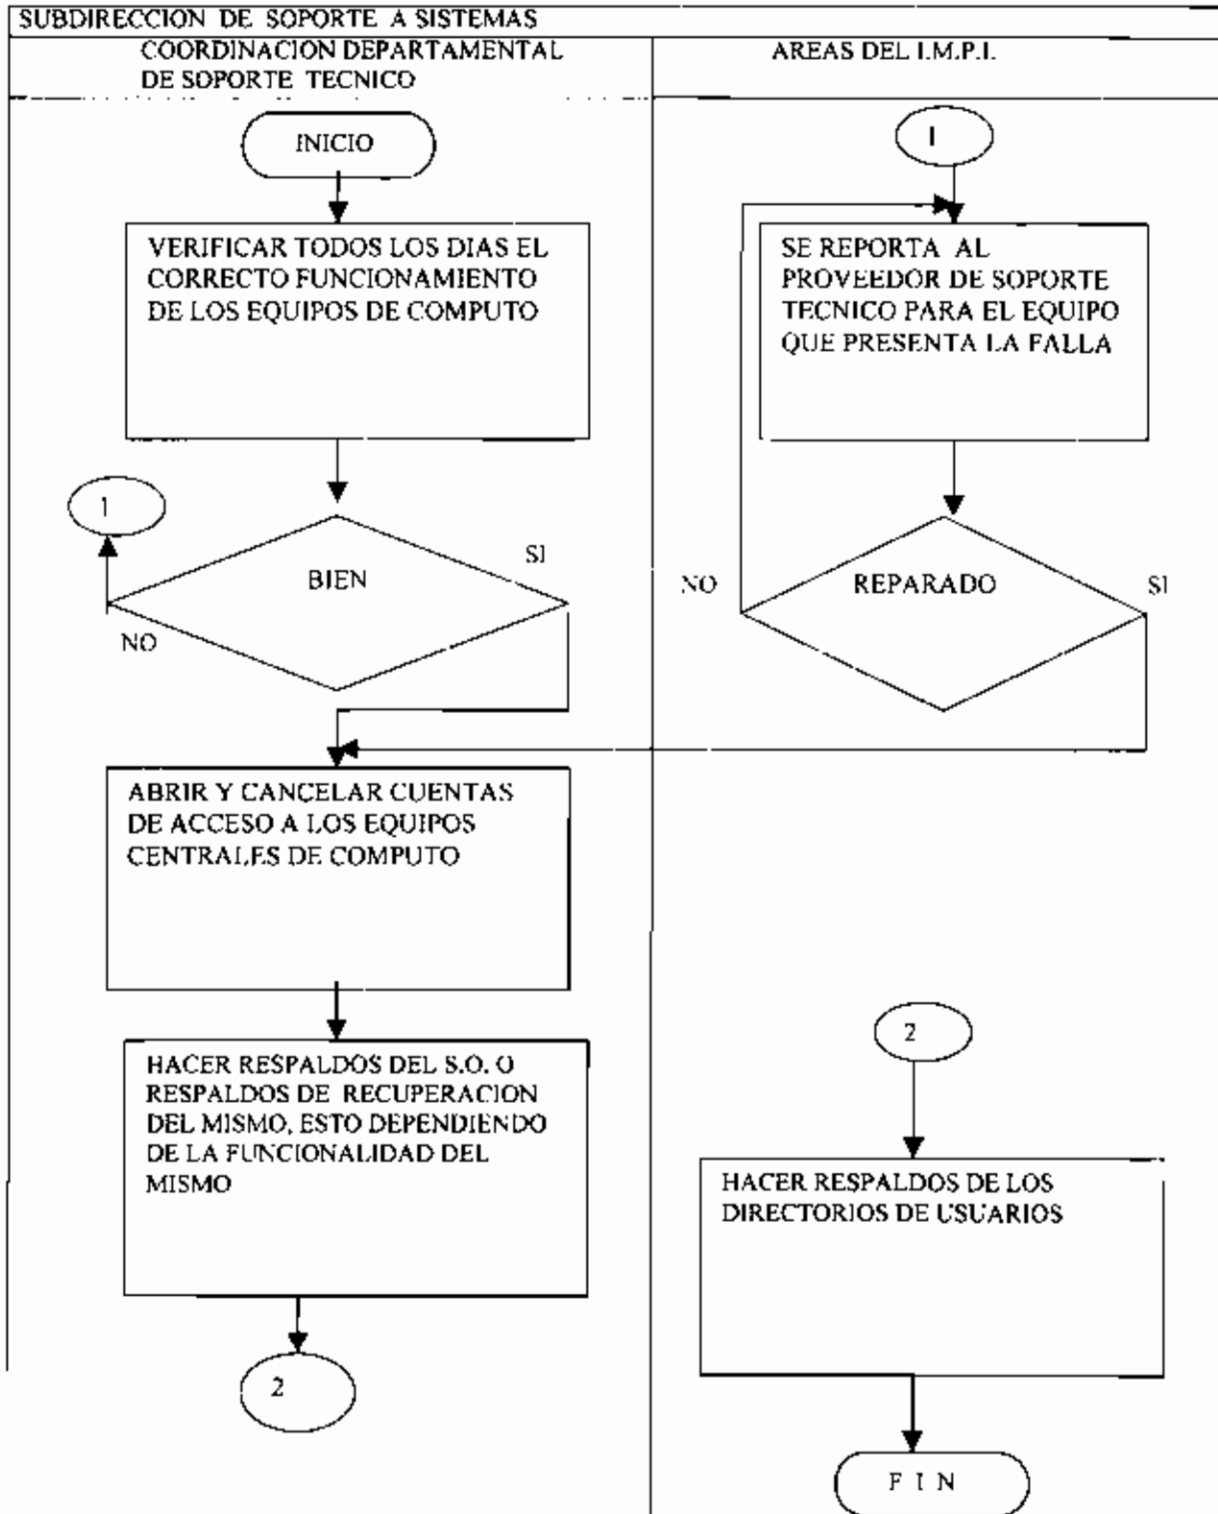 SUBDIRECCION DE SOPORTE A SISTEMAS
COORDINACION DEPARTAMENTAL
DE SOPORTE TECNICO
AREAS DEL I.M.P.I.
INICIO
VERIFICAR TODOS LOS DIAS EL
CORRECTO FUNCIONAMIENTO
DE LOS EQUIPOS DE COMPUTO
1
BIEN
SI
NO
ABRIR Y CANCELAR CUENTAS
DE ACCESO A LOS EQUIPOS
CENTRALES DE COMPUTO
HACER RESPALDOS DEL S.O. O
RESPALDOS DE RECUPERACION
DEL MISMO, ESTO DEPENDIENDO
DE LA FUNCIONALIDAD DEL
MISMO
2
1
SE REPORTA AL
PROVEEDOR DE SOPORTE
TECNICO PARA EL EQUIPO
QUE PRESENTA LA FALLA
NO
REPARADO
SI
2
HACER RESPALDOS DE LOS
DIRECTORIOS DE USUARIOS
F I N